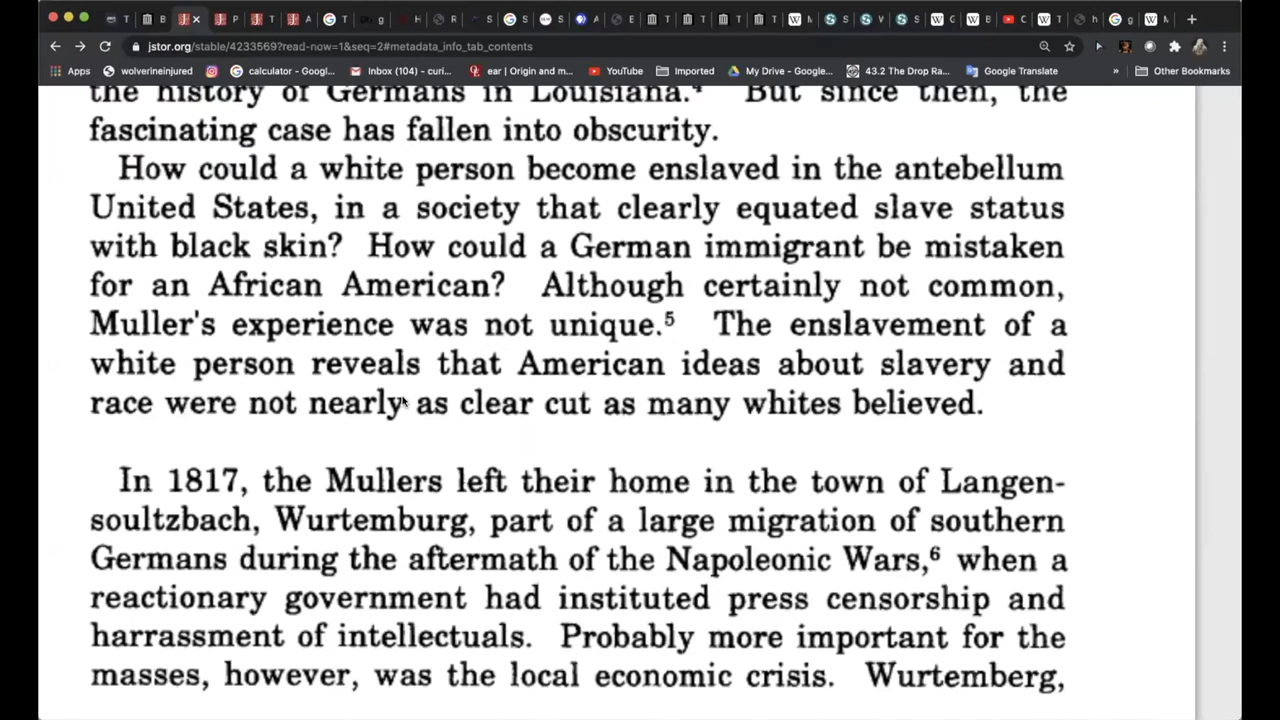 T B T P T A T g H R S S S A E T T T T W S V S W C W B C W T h g W M
jstor.org/stable/4233569?read-now=1&seq=2#metadata_info_tab_contents
Apps wolverineinjured calculator - Googl... Inbox (104) - curi... ear | Origin and m... YouTube Imported My Drive - Google... 43.2 The Drop Ra... Google Translate » Other Bookmarks
the history of Germans in Louisiana.⁴ But since then, the
fascinating case has fallen into obscurity.
How could a white person become enslaved in the antebellum
United States, in a society that clearly equated slave status
with black skin? How could a German immigrant be mistaken
for an African American? Although certainly not common,
Muller's experience was not unique.⁵ The enslavement of a
white person reveals that American ideas about slavery and
race were not nearly as clear cut as many whites believed.
In 1817, the Mullers left their home in the town of Langen-
soultzbach, Wurtemburg, part of a large migration of southern
Germans during the aftermath of the Napoleonic Wars,⁶ when a
reactionary government had instituted press censorship and
harrassment of intellectuals. Probably more important for the
masses, however, was the local economic crisis. Wurtemberg,